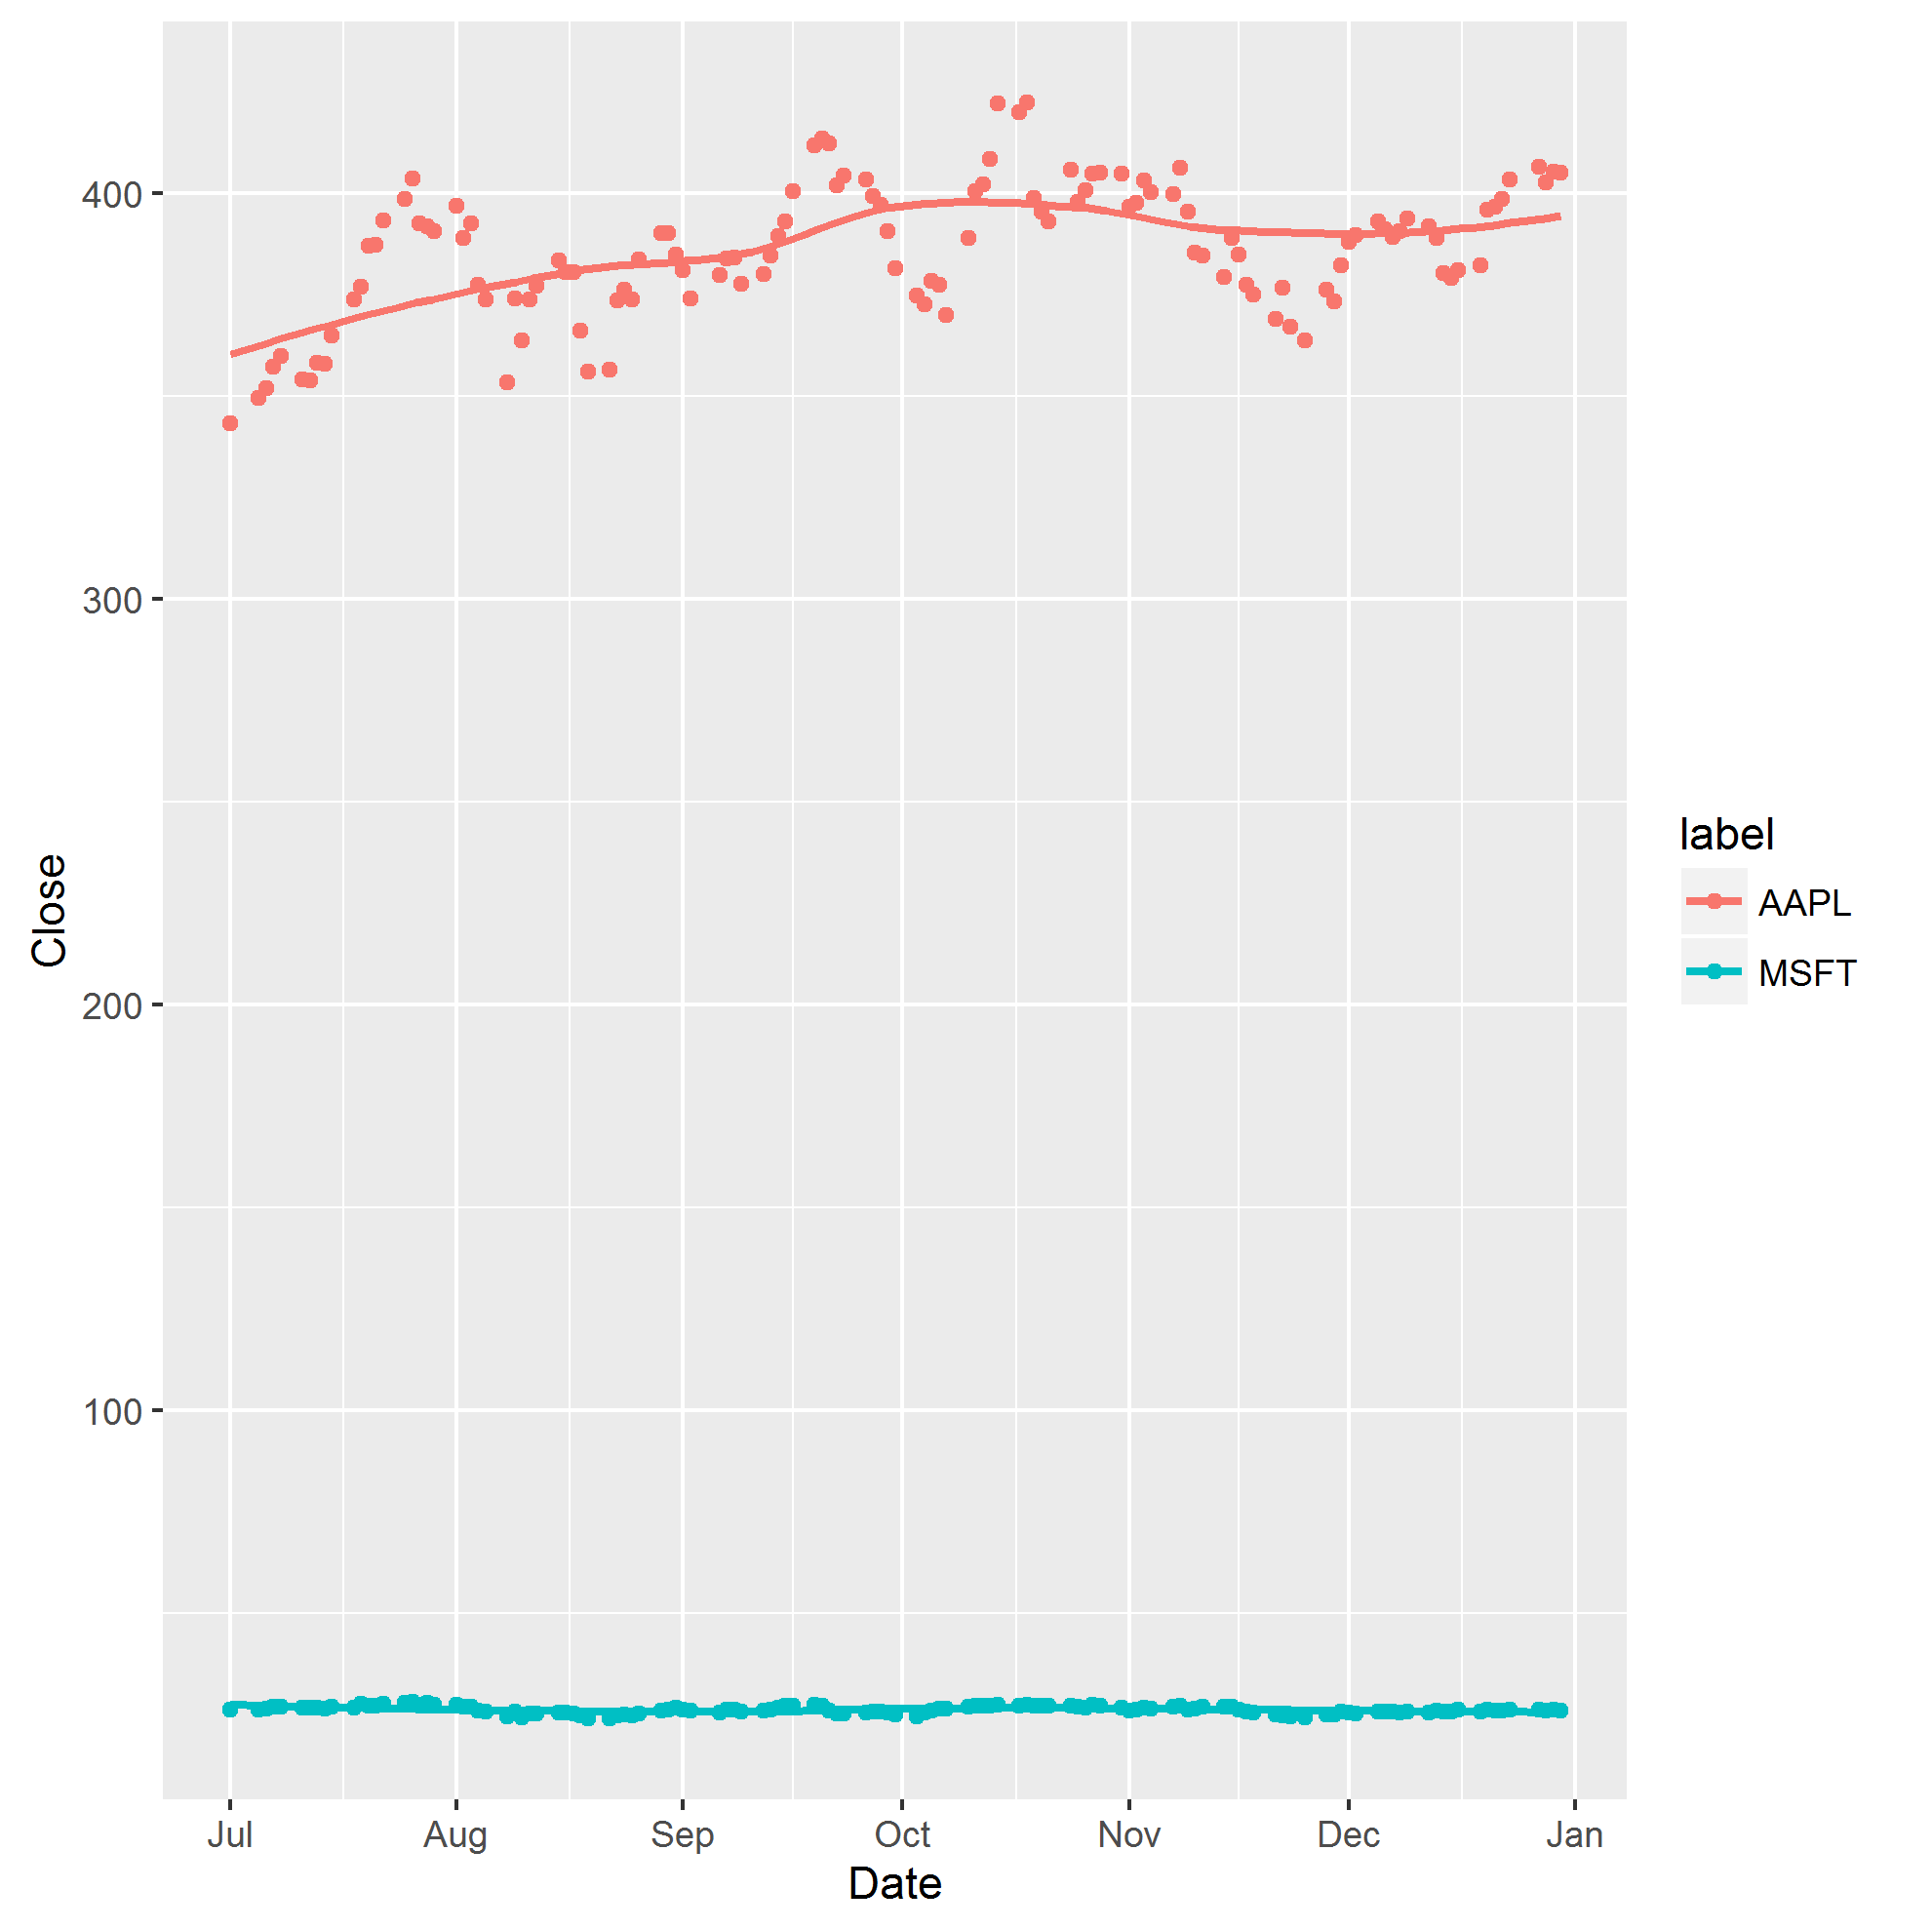 400
300
200
100
Close
Jul Aug Sep Oct Nov Dec Jan
Date
label
AAPL
MSFT